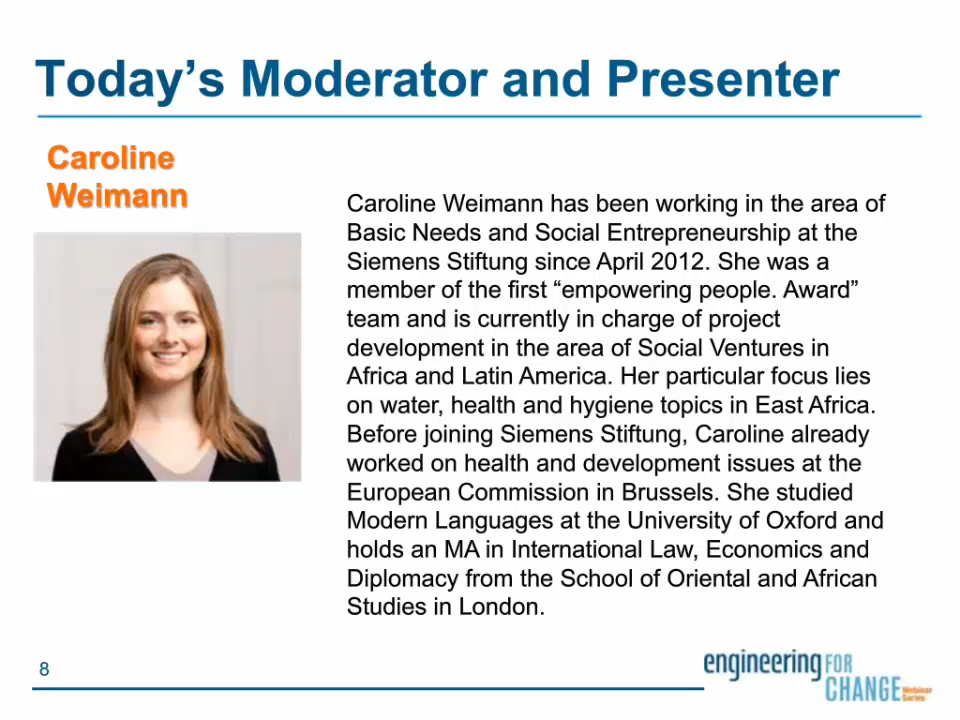 Today’s Moderator and Presenter
Caroline
Weimann
Caroline Weimann has been working in the area of
Basic Needs and Social Entrepreneurship at the
Siemens Stiftung since April 2012. She was a
member of the first “empowering people. Award”
team and is currently in charge of project
development in the area of Social Ventures in
Africa and Latin America. Her particular focus lies
on water, health and hygiene topics in East Africa.
Before joining Siemens Stiftung, Caroline already
worked on health and development issues at the
European Commission in Brussels. She studied
Modern Languages at the University of Oxford and
holds an MA in International Law, Economics and
Diplomacy from the School of Oriental and African
Studies in London.
8
engineering FOR
CHANGE Webinar
Series